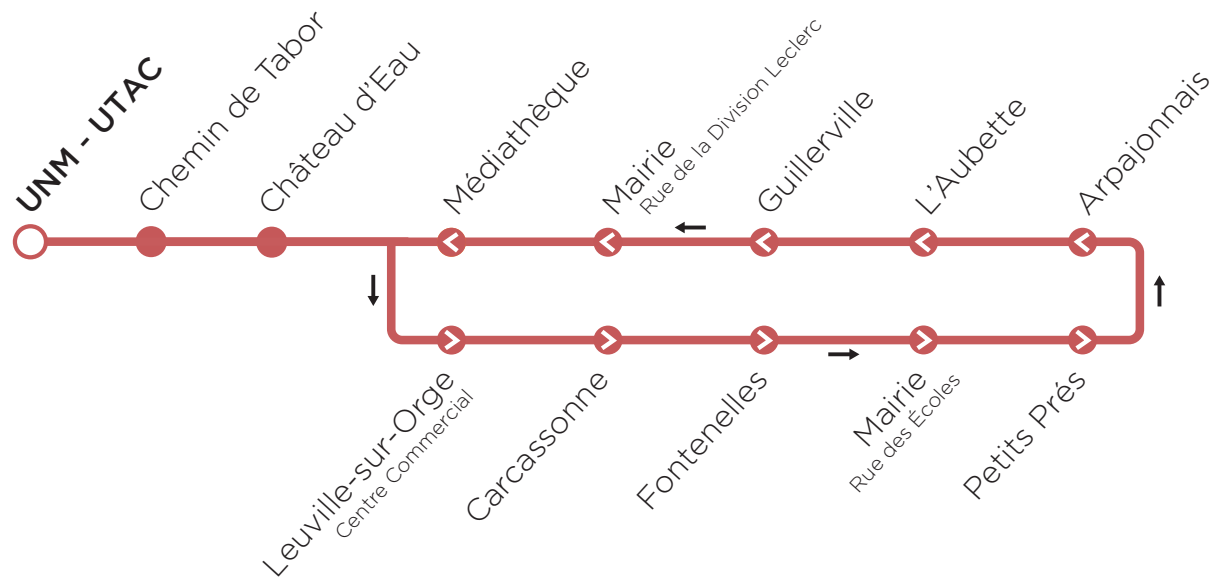 UNM - UTAC
Chemin de Tabor
Château d'Eau
Médiathèque
Mairie
Rue de la Division Leclerc
Guillerville
L'Aubette
Arpajonnais
Leuville-sur-Orge
Centre Commercial
Carcassonne
Fontenelles
Mairie
Rue des Écoles
Petits Prés